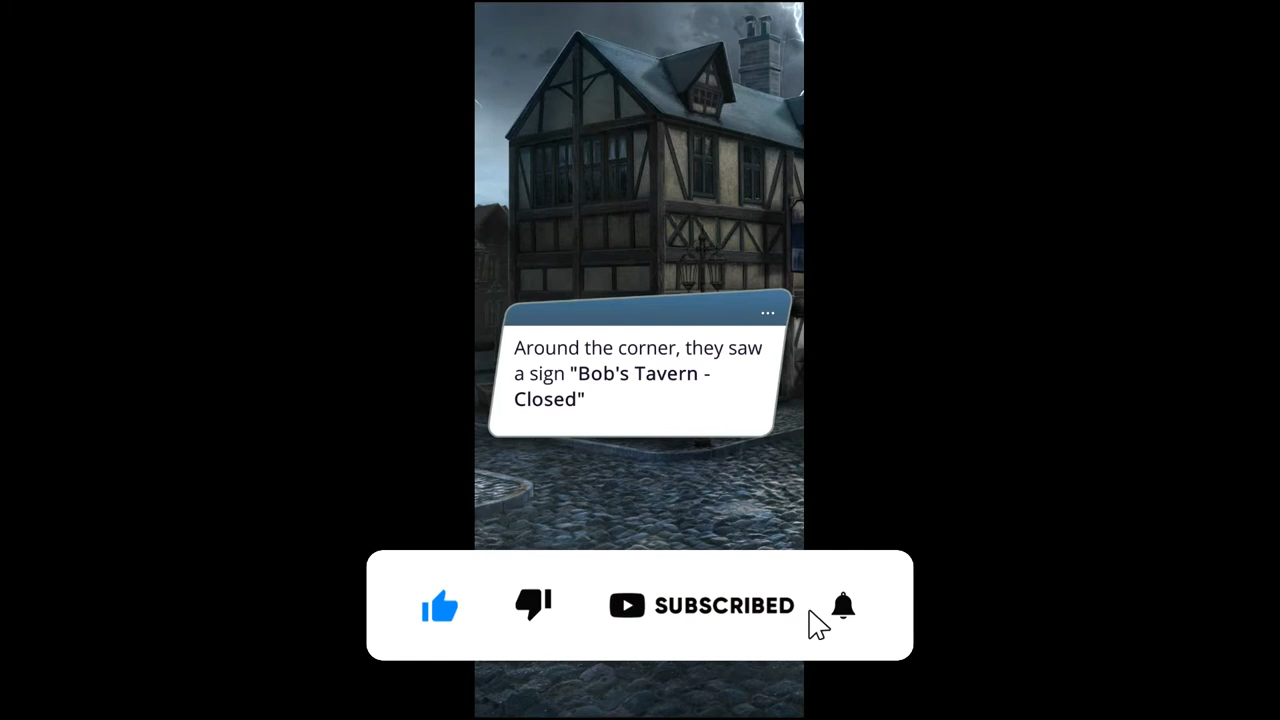 ...
Around the corner, they saw
a sign "Bob's Tavern -
Closed"
SUBSCRIBED